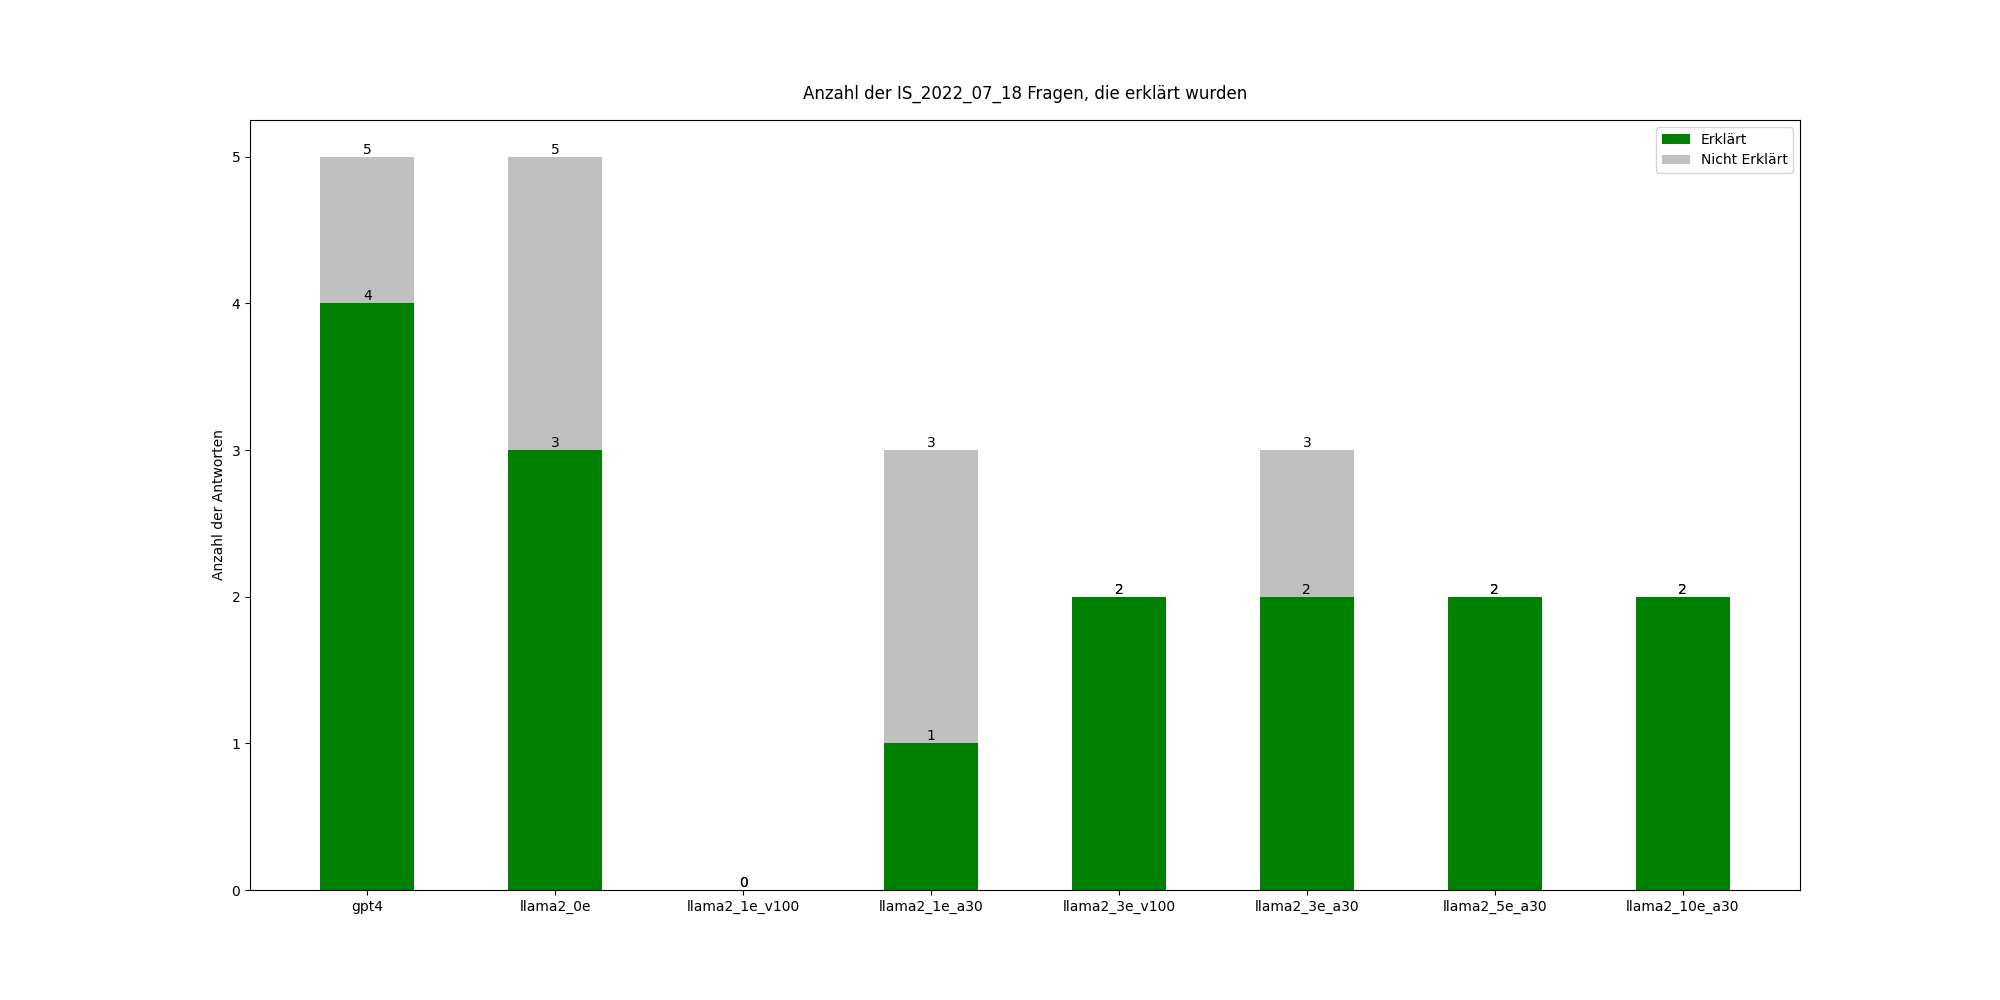 Anzahl der IS_2022_07_18 Fragen, die erklärt wurden
Erklärt
Nicht Erklärt
Anzahl der Antworten
5
4
3
2
1
0
5
4
5
3
0
3
1
2
3
2
2
2
gpt4
llama2_0e
llama2_1e_v100
llama2_1e_a30
llama2_3e_v100
llama2_3e_a30
llama2_5e_a30
llama2_10e_a30